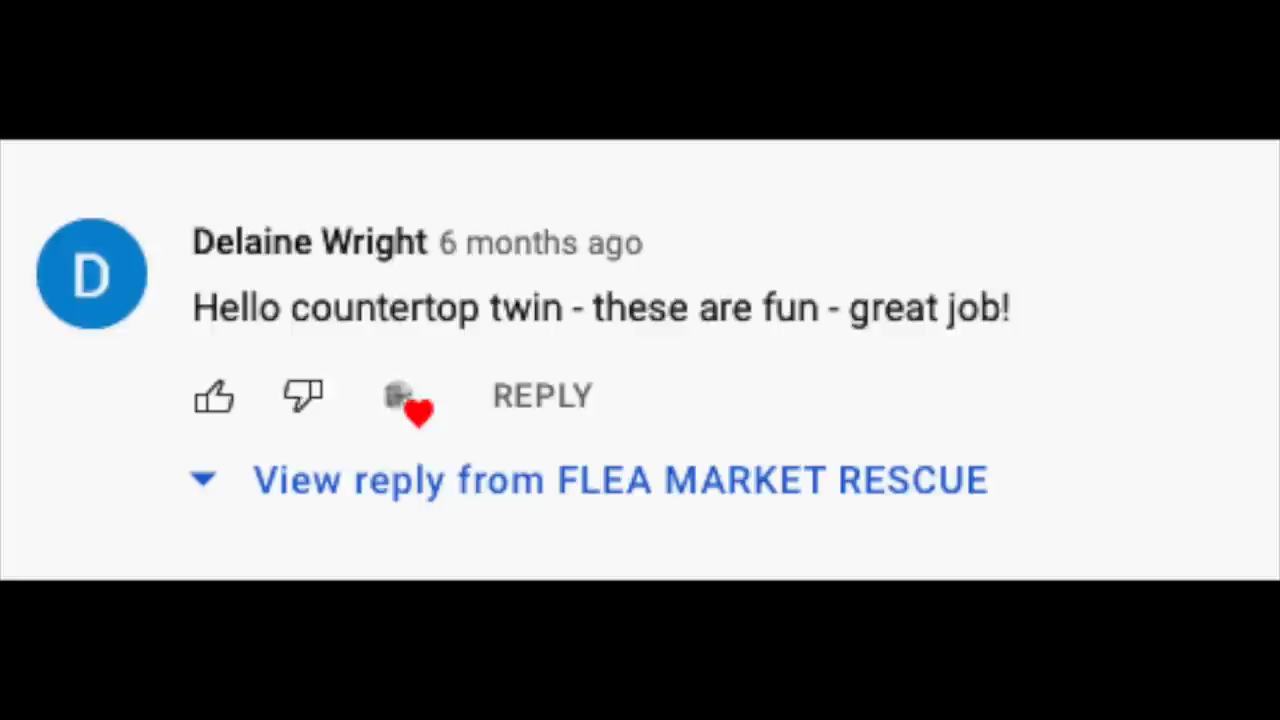 D
Delaine Wright 6 months ago
Hello countertop twin - these are fun - great job!
REPLY
View reply from FLEA MARKET RESCUE